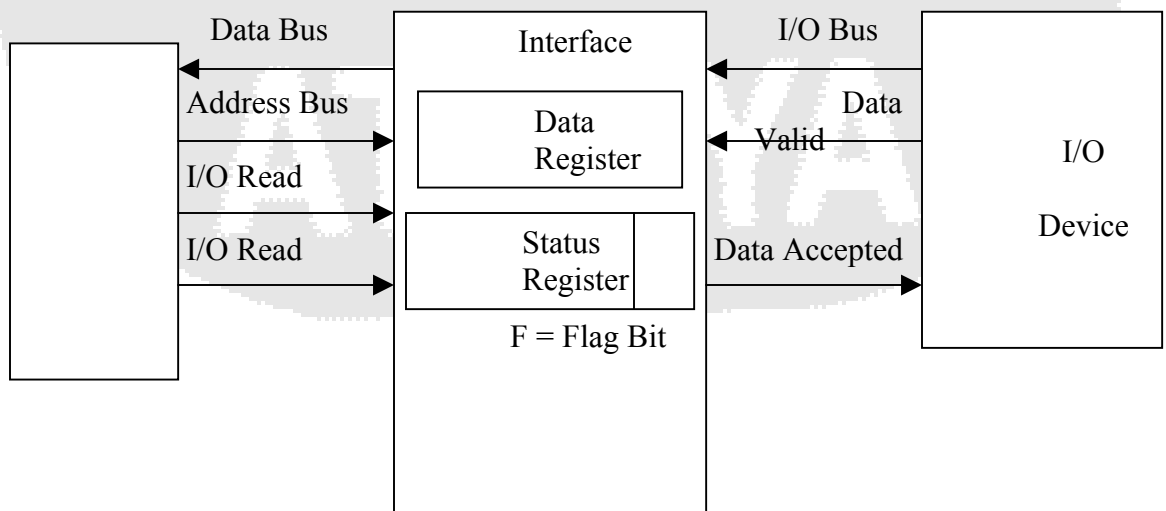 Data Bus
Interface
I/O Bus
Address Bus
Data
Register
Data
Valid
I/O
Device
I/O Read
I/O Read
Status
Register
Data Accepted
F = Flag Bit